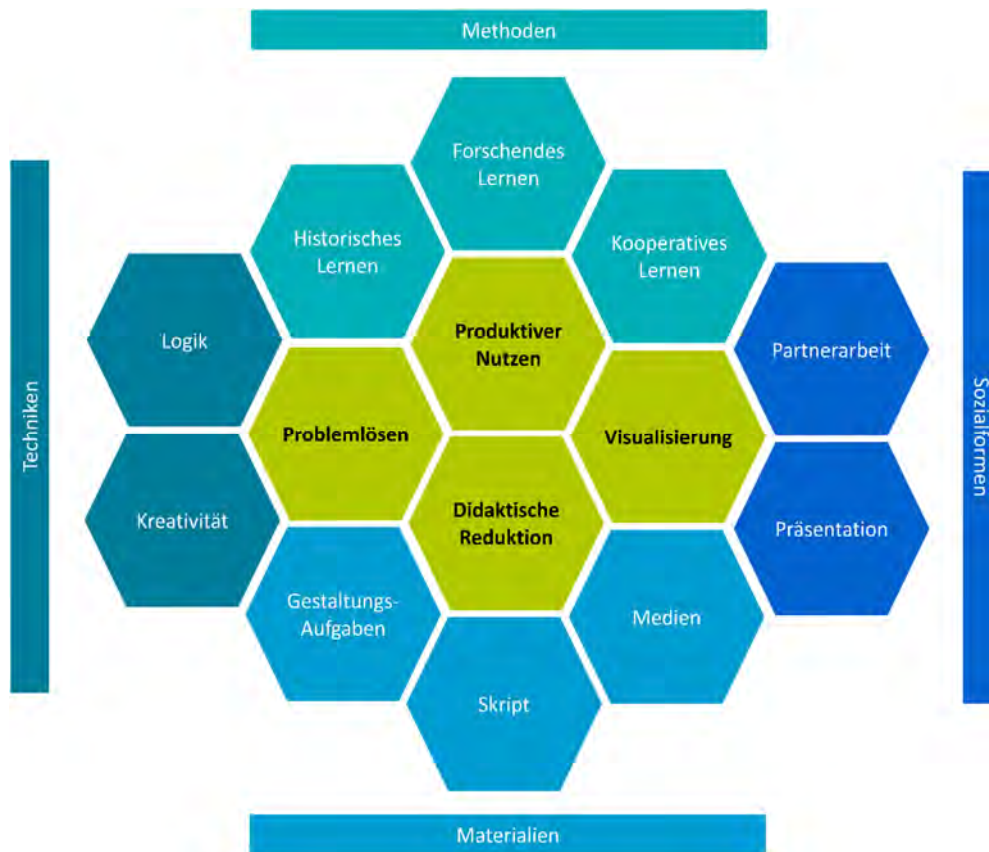 Methoden
Forschendes
Lernen
Historisches
Lernen
Kooperatives
Lernen
Logik
Produktiver
Nutzen
Partnerarbeit
Techniken
Problemlösen
Visualisierung
Sozialformen
Kreativität
Didaktische
Reduktion
Präsentation
Gestaltungs-
Aufgaben
Medien
Skript
Materialien